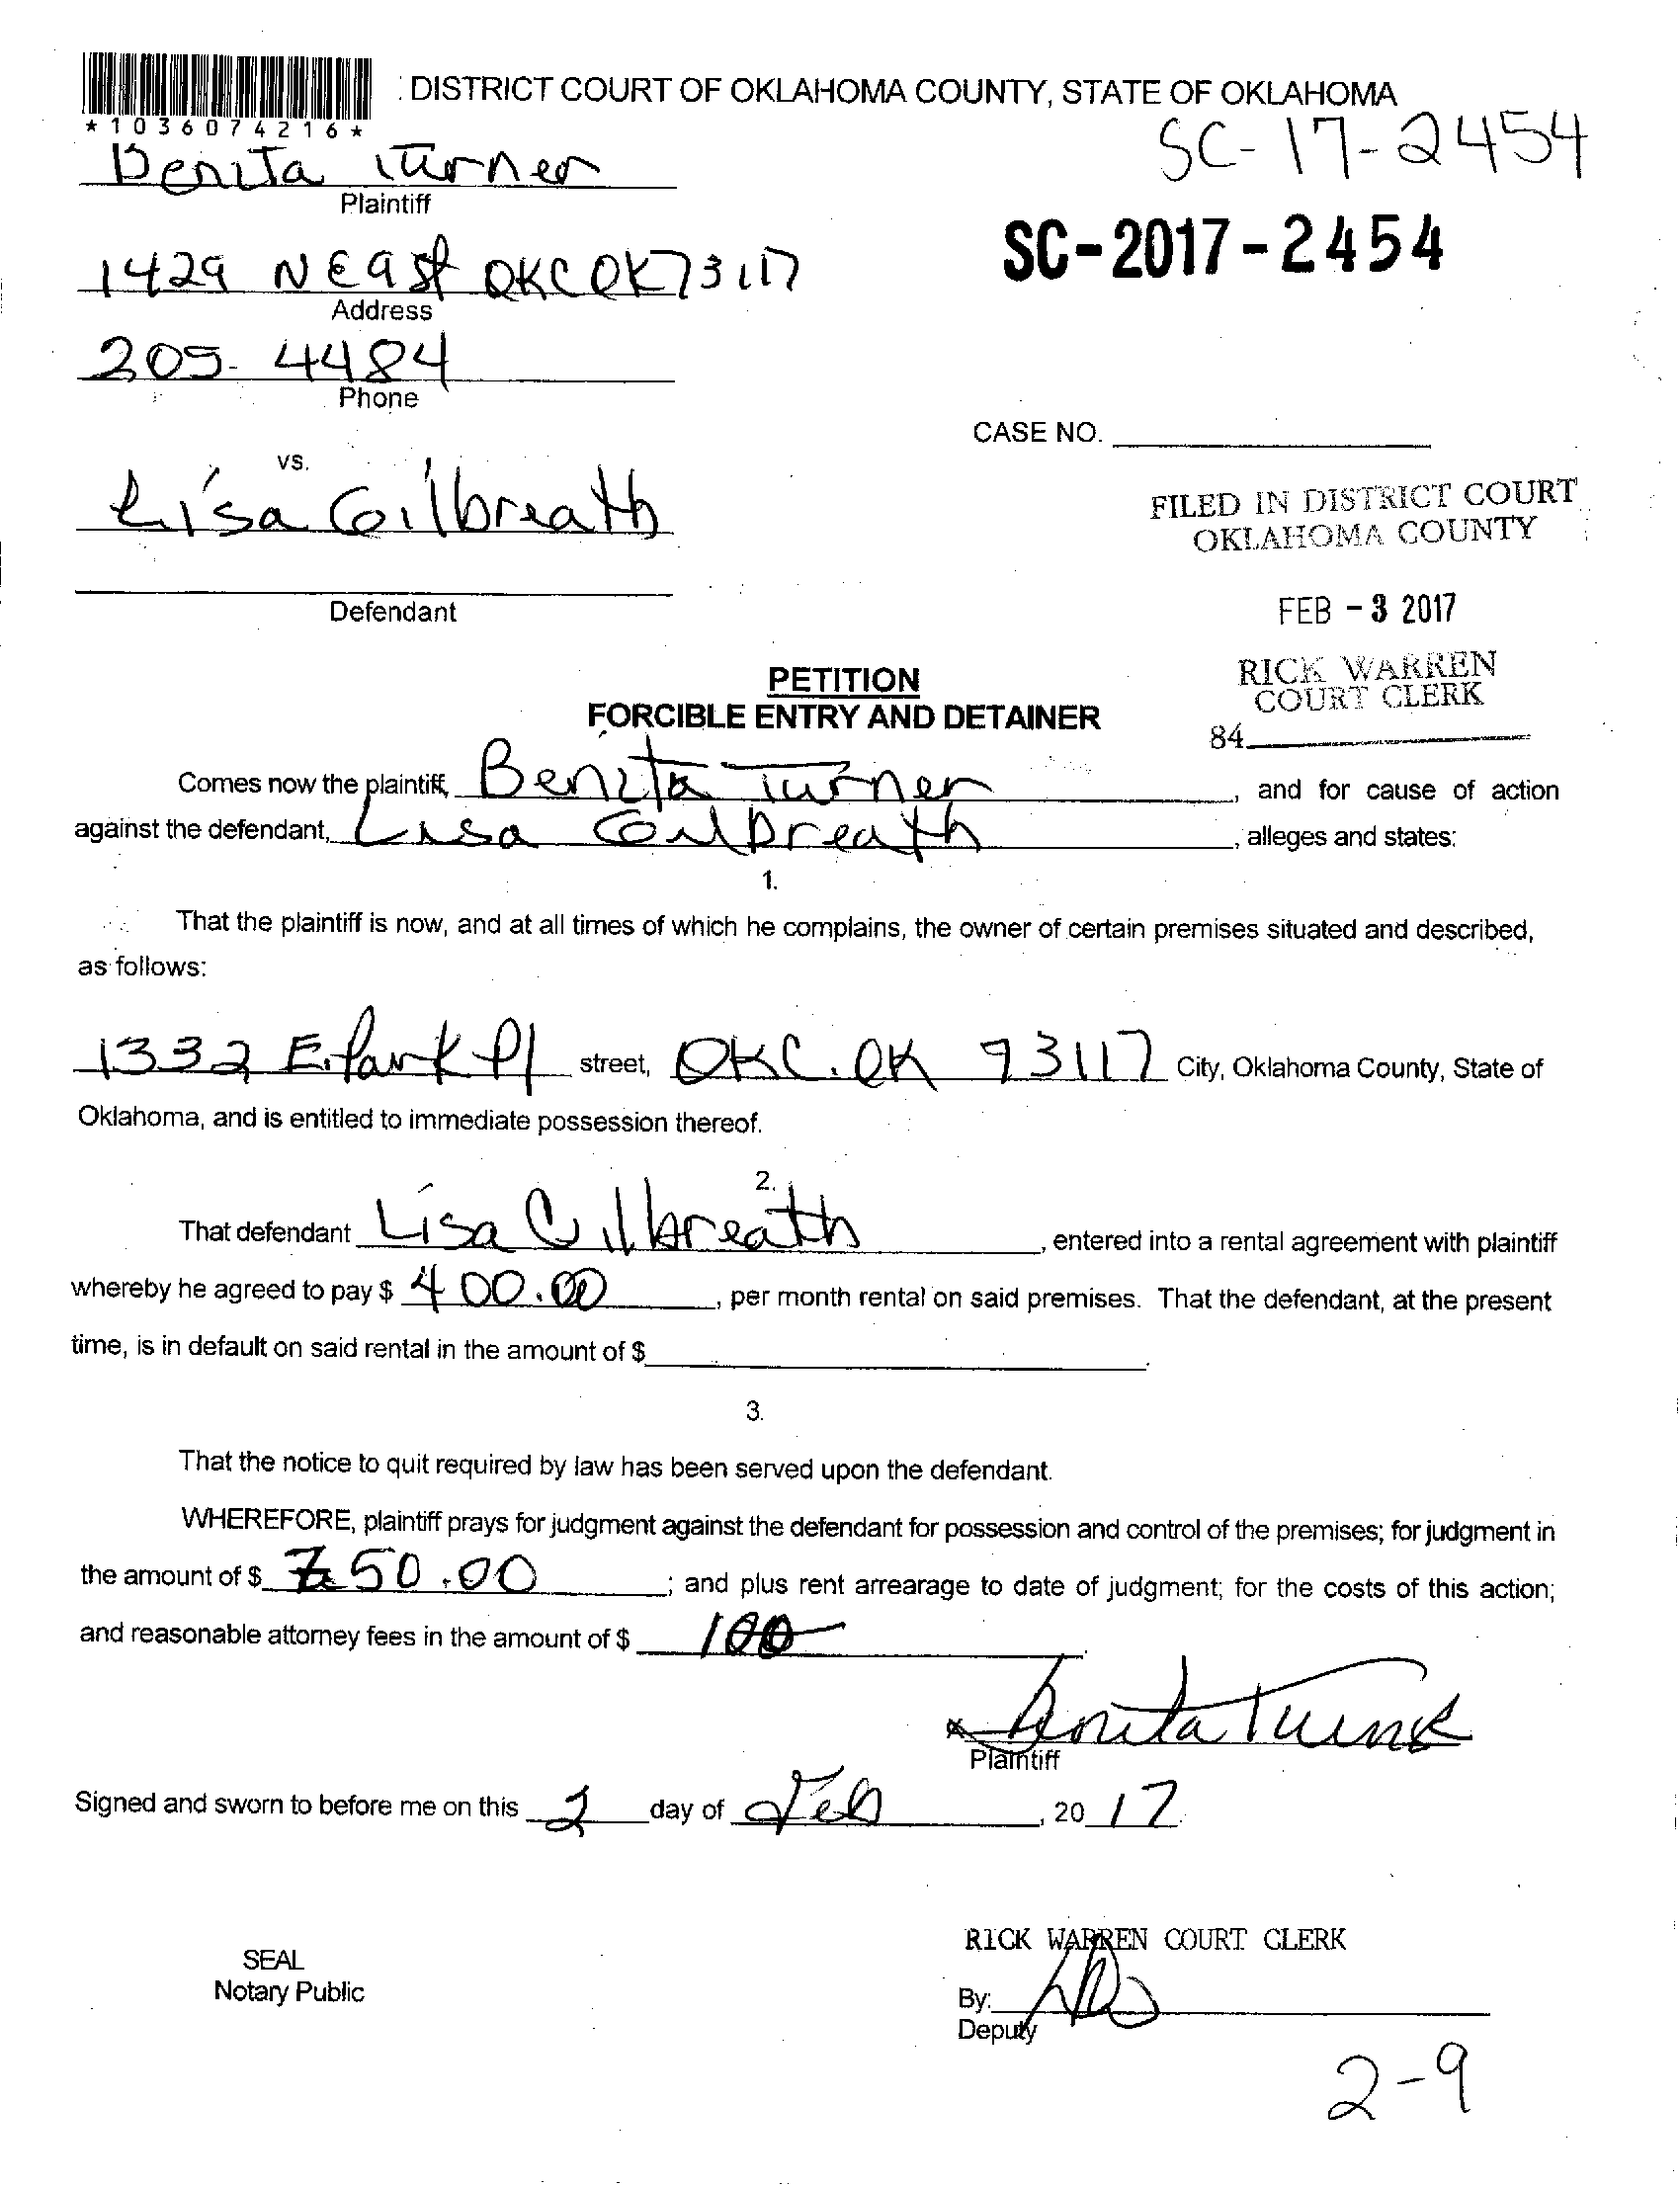 DISTRICT COURT OF OKLAHOMA COUNTY, STATE OF OKLAHOMA
*1036074216*
SC-17-2454
Benita Turner
Plaintiff
SC-2017-2454
1429 N East OKC OK 73117
Address
205-4484
Phone
CASE NO.
vs.
Lisa Gilbreath
FILED IN DISTRICT COURT
OKLAHOMA COUNTY
Defendant
FEB - 3 2017
PETITION
FORCIBLE ENTRY AND DETAINER
RICK WARREN
COURT CLERK
84
Comes now the plaintiff, Benita Turner, and for cause of action
against the defendant, Lisa Gilbreath, alleges and states:
1.
That the plaintiff is now, and at all times of which he complains, the owner of certain premises situated and described,
as follows:
1332 E. Park Pl street, OKC. OK 73117 City, Oklahoma County, State of
Oklahoma, and is entitled to immediate possession thereof.
2.
That defendant Lisa Gilbreath, entered into a rental agreement with plaintiff
whereby he agreed to pay $ 400.00, per month rental on said premises. That the defendant, at the present
time, is in default on said rental in the amount of $ .
3.
That the notice to quit required by law has been served upon the defendant.
WHEREFORE, plaintiff prays for judgment against the defendant for possession and control of the premises; for judgment in
the amount of $ 750.00; and plus rent arrearage to date of judgment; for the costs of this action;
and reasonable attorney fees in the amount of $ 100.
x Benita Turner
Plaintiff
Signed and sworn to before me on this 2 day of Feb, 20 17.
RICK WARREN COURT CLERK
SEAL
Notary Public
By:
Deputy
2-9